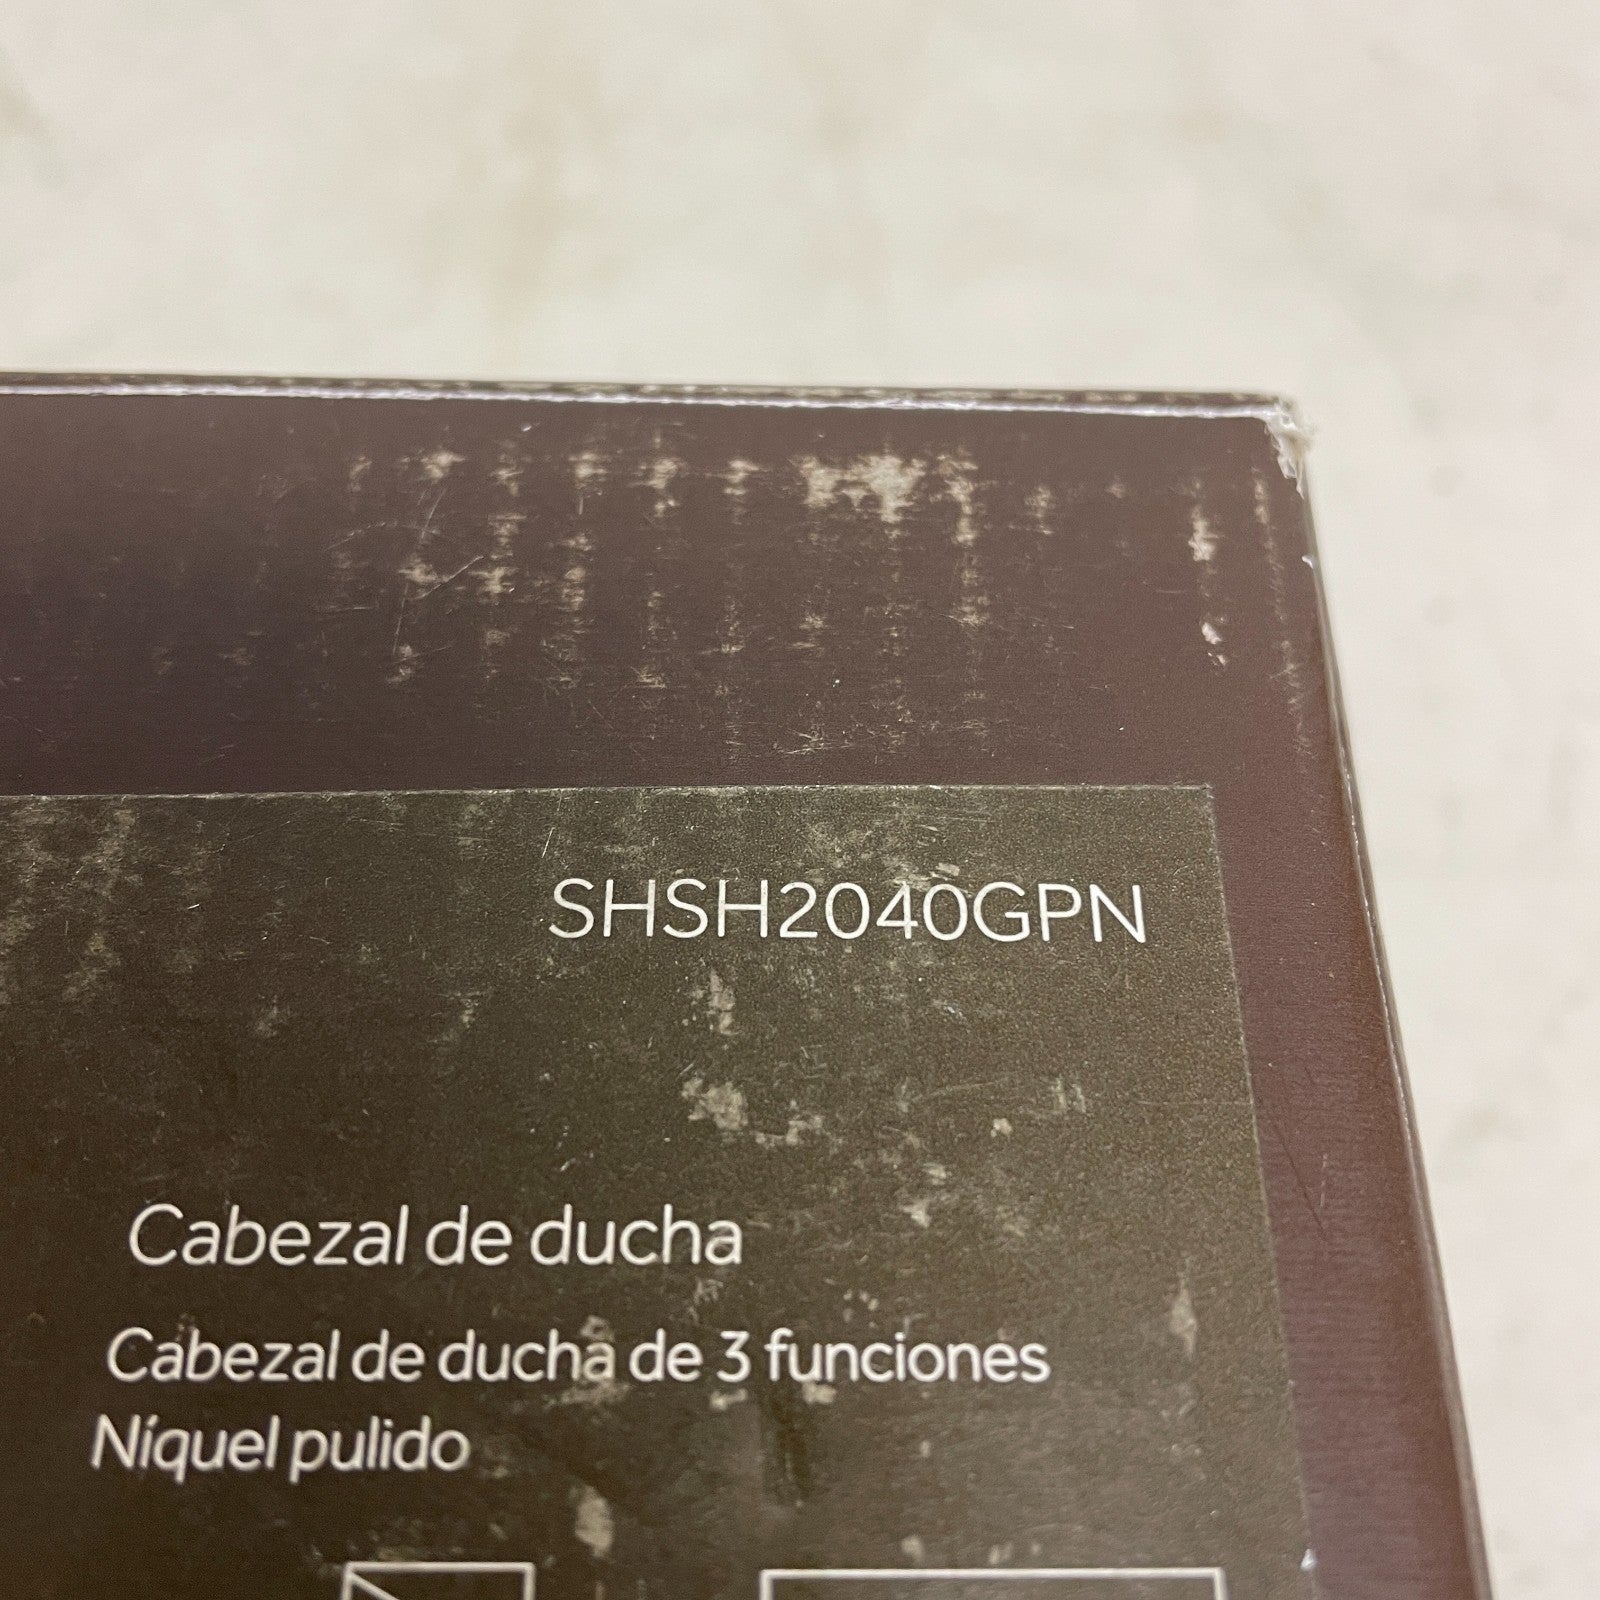 SHSH2040GPN
Cabezal de ducha
Cabezal de ducha de 3 funciones
Níquel pulido